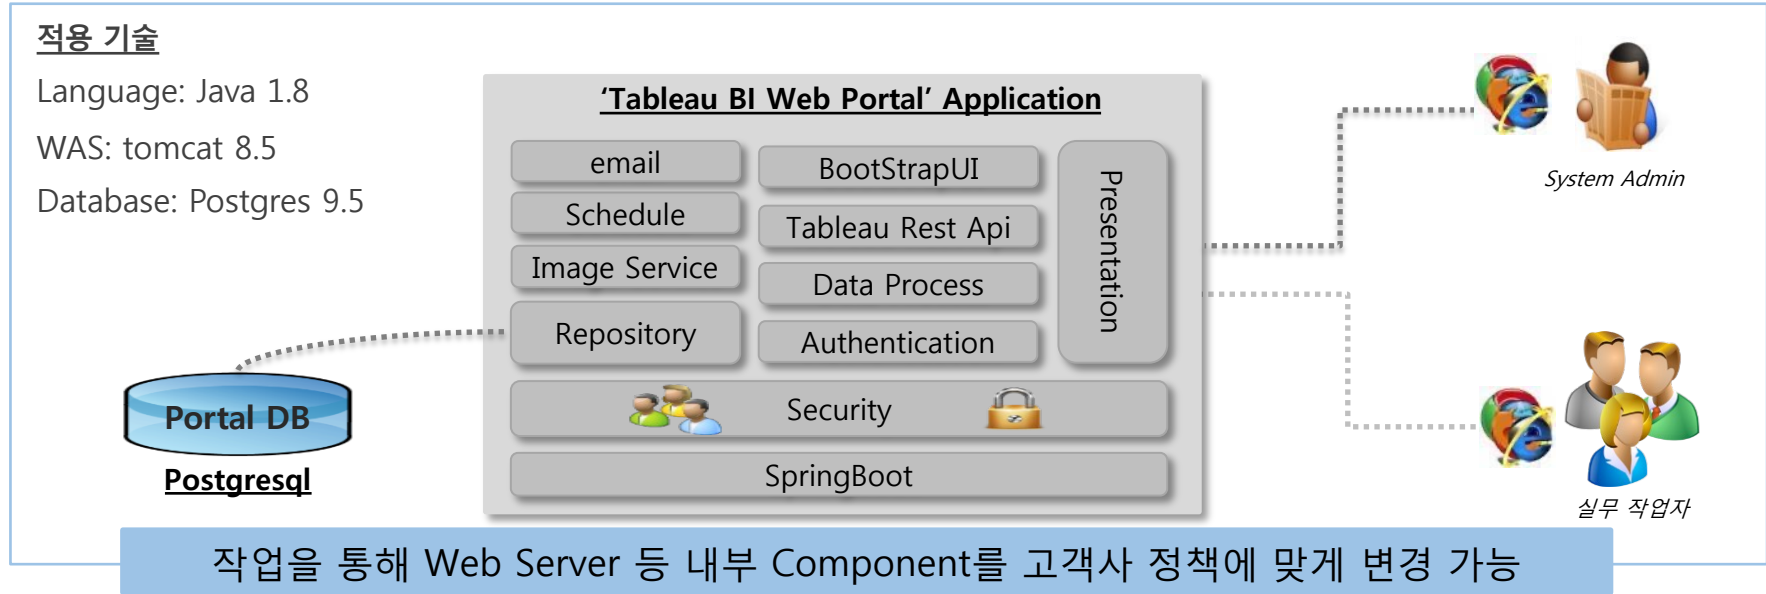 적용 기술
Language: Java 1.8
WAS: tomcat 8.5
Database: Postgres 9.5
Portal DB
Postgresql
‘Tableau BI Web Portal’ Application
email
Schedule
Image Service
Repository
BootStrapUI
Tableau Rest Api
Data Process
Authentication
Presentation
Security
SpringBoot
System Admin
실무 작업자
작업을 통해 Web Server 등 내부 Component를 고객사 정책에 맞게 변경 가능